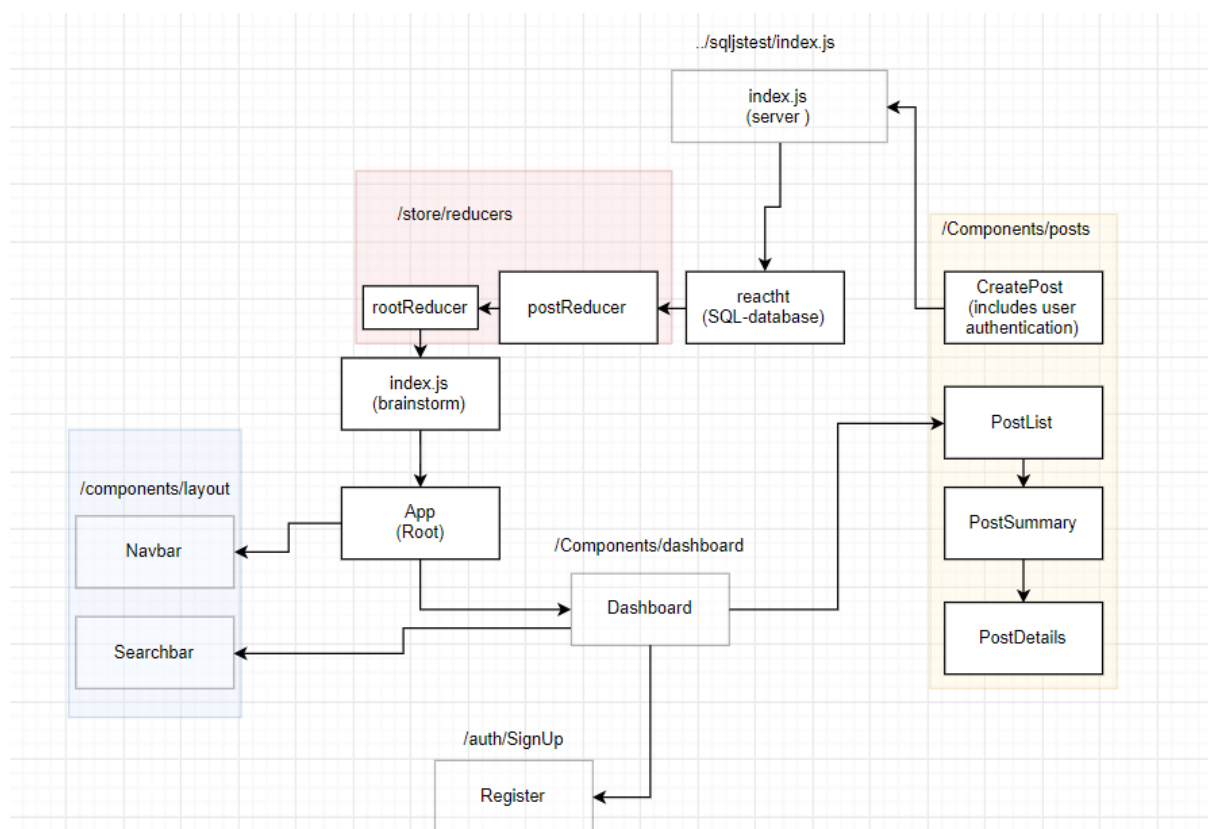 ../sqljstest/index.js
index.js
(server )
/store/reducers
/Components/posts
rootReducer
postReducer
reactht
(SQL-database)
CreatePost
(includes user
authentication)
index.js
(brainstorm)
PostList
/components/layout
App
(Root)
PostSummary
Navbar
/Components/dashboard
Dashboard
PostDetails
Searchbar
/auth/SignUp
Register